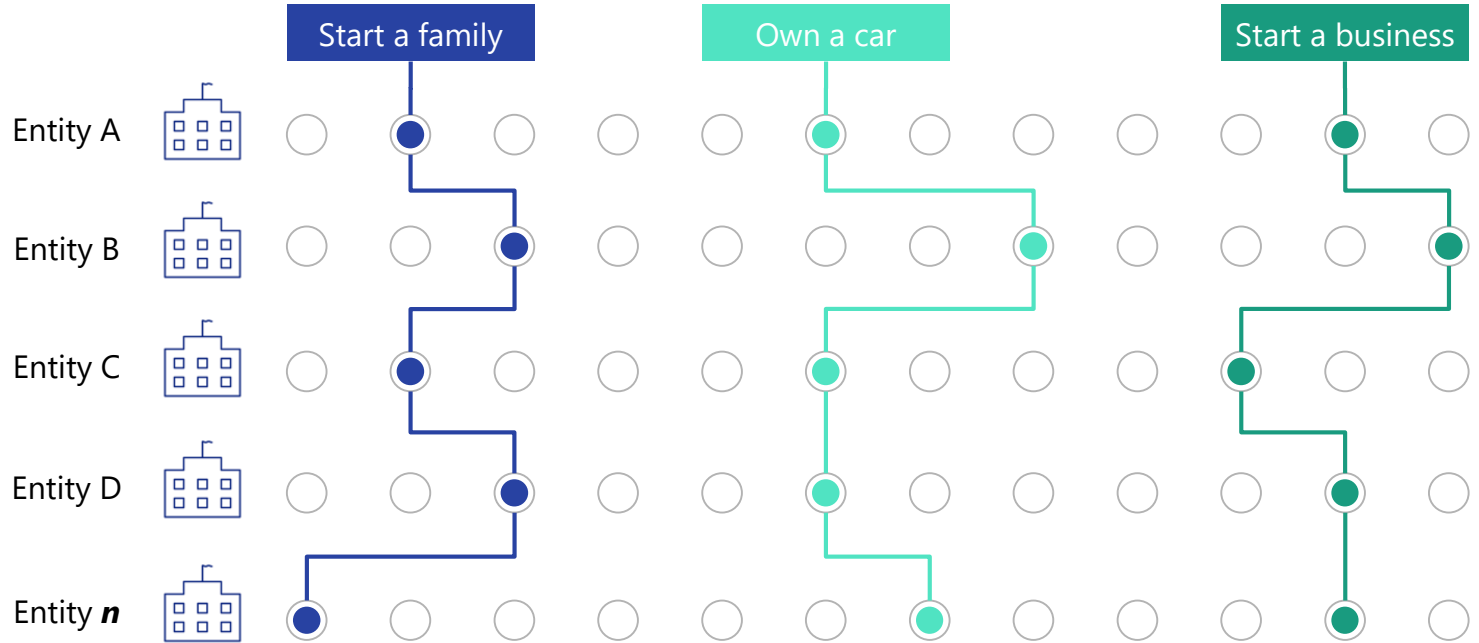 Start a family
Own a car
Start a business
Entity A
Entity B
Entity C
Entity D
Entity n